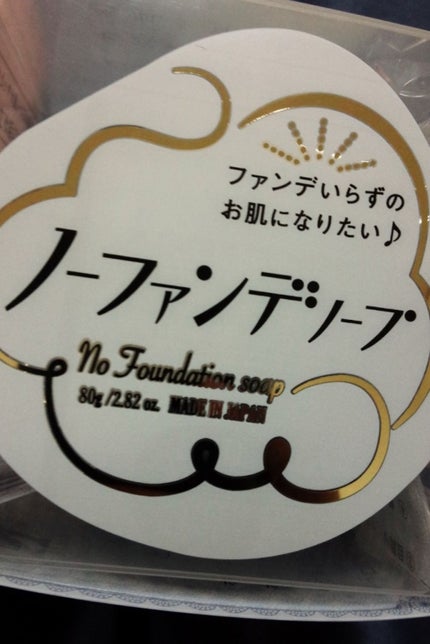 ファンデいらずの
お肌になりたい♪
ノーファンデソープ
No Foundation soap
80g /2.82 oz. MADE IN JAPAN